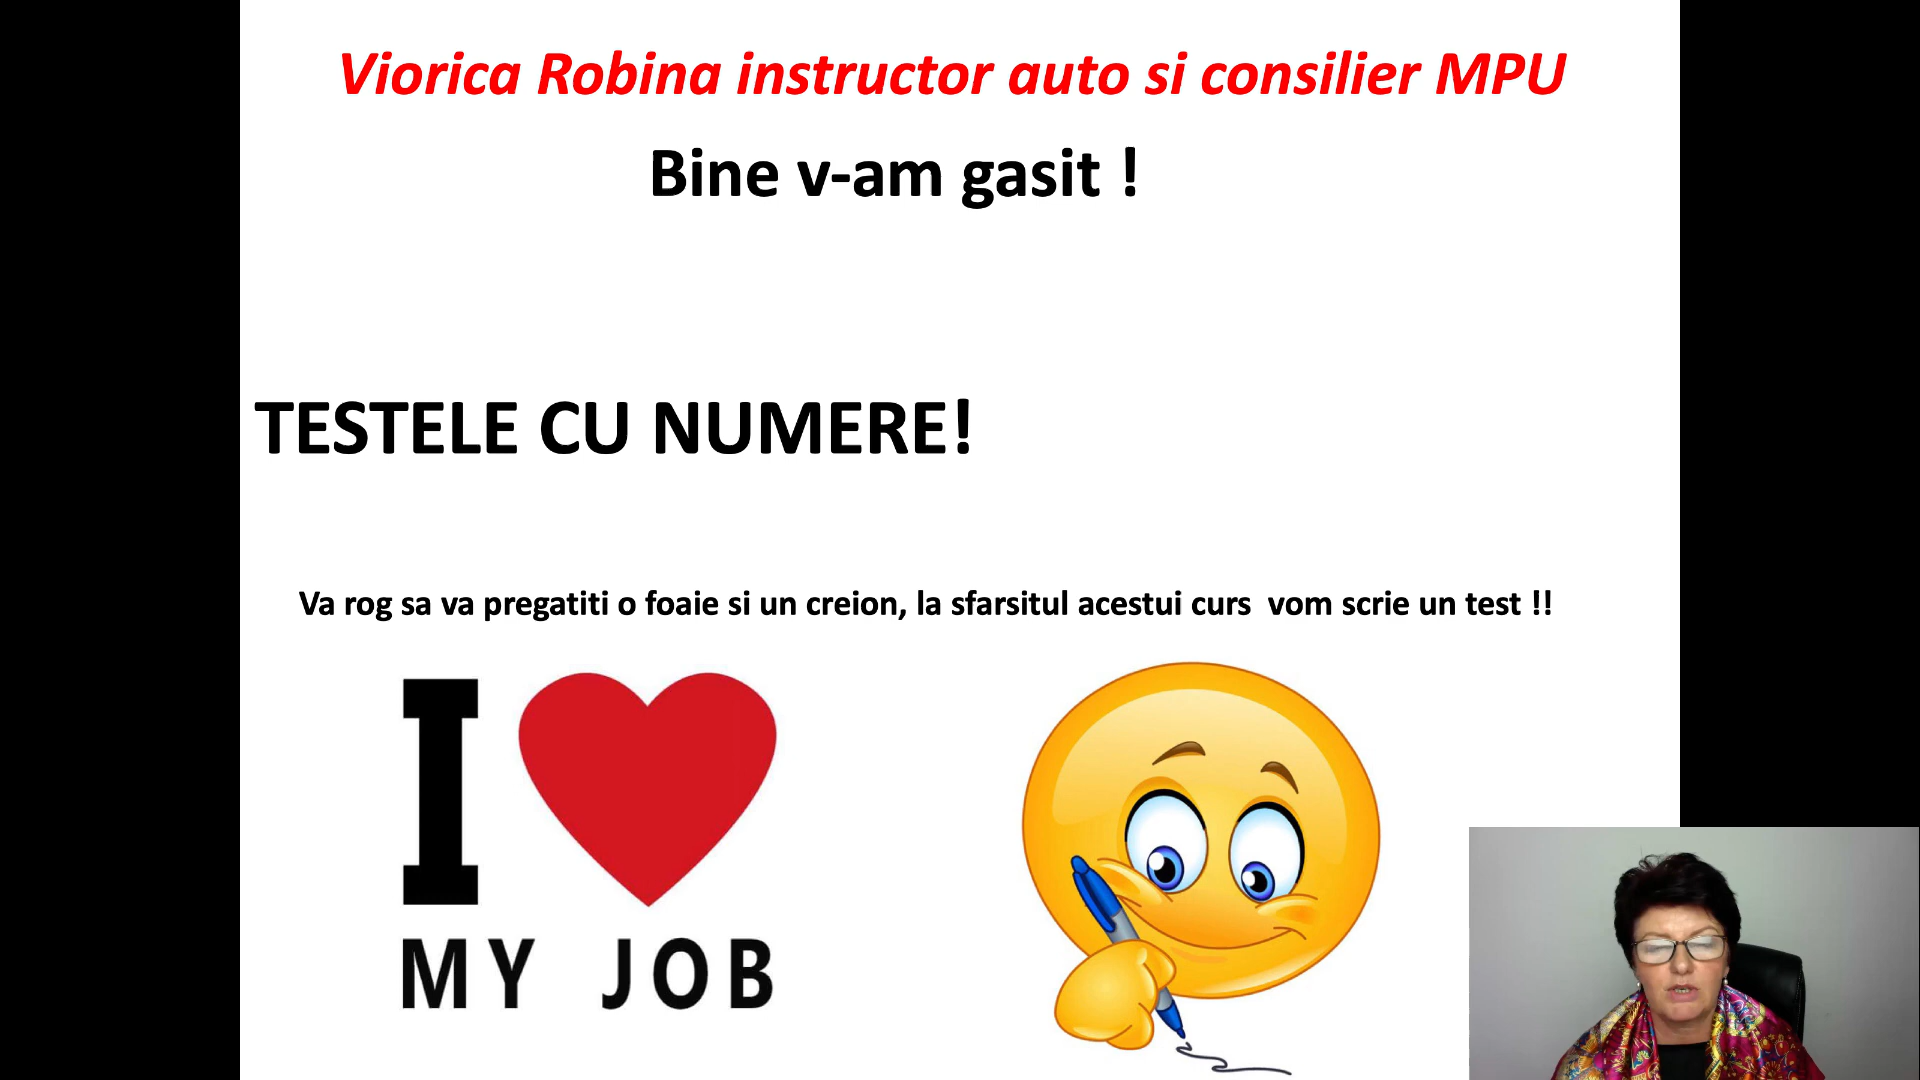 Viorica Robina instructor auto si consilier MPU
Bine v-am gasit !
TESTELE CU NUMERE!
Va rog sa va pregatiti o foaie si un creion, la sfarsitul acestui curs  vom scrie un test !!
I
MY JOB